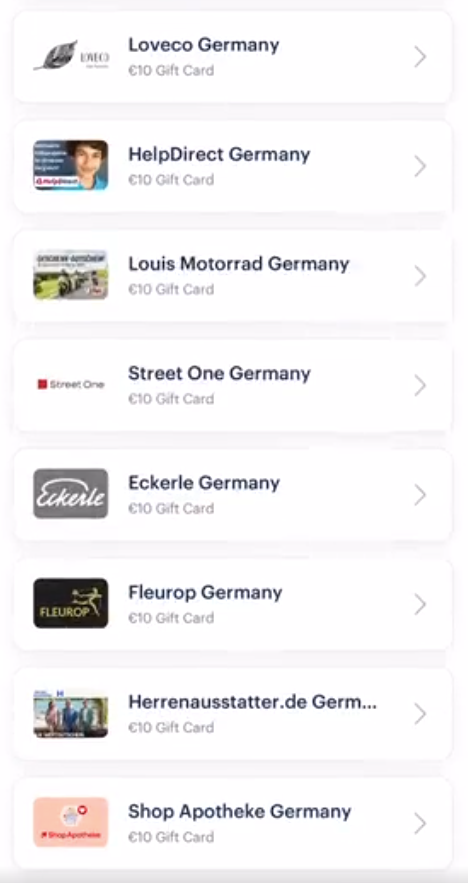 LOVECO
Loveco Germany
€10 Gift Card
HelpDirect
HelpDirect Germany
€10 Gift Card
Louis Motorrad Germany
€10 Gift Card
Street One
Street One Germany
€10 Gift Card
Eckerle
Eckerle Germany
€10 Gift Card
FLEUROP
Fleurop Germany
€10 Gift Card
Herrenausstatter.de Germ...
€10 Gift Card
Shop Apotheke
Shop Apotheke Germany
€10 Gift Card